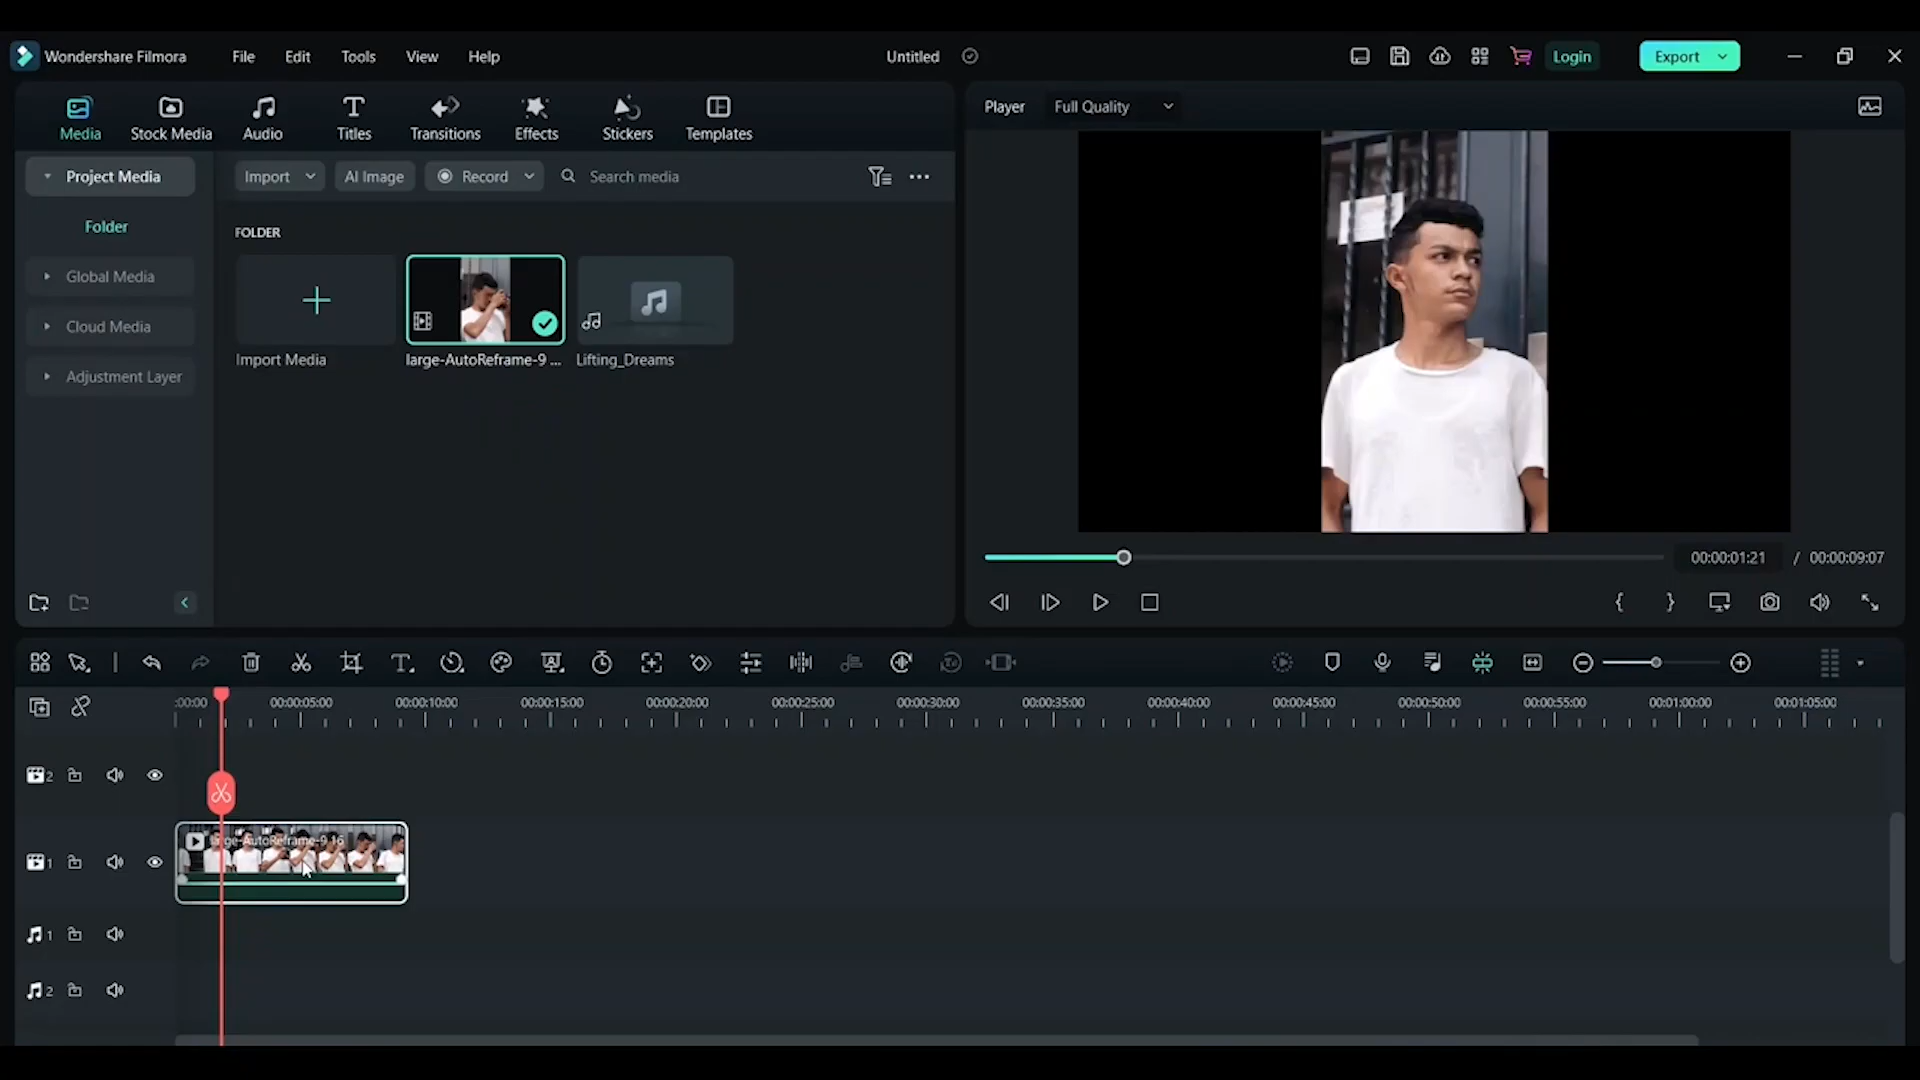 Wondershare Filmora File Edit Tools View Help Untitled Login Export
Media Stock Media Audio Titles Transitions Effects Stickers Templates
Player Full Quality
Project Media
Import AI Image Record Search media
Folder
FOLDER
Global Media
Cloud Media
Adjustment Layer
Import Media large-AutoReframe-9 ... Lifting_Dreams
00:00:01:21 / 00:00:09:07
:00:00 00:00:05:00 00:00:10:00 00:00:15:00 00:00:20:00 00:00:25:00 00:00:30:00 00:00:35:00 00:00:40:00 00:00:45:00 00:00:50:00 00:00:55:00 00:01:00:00 00:01:05:00
2
large-AutoReframe-9 16
1
1
2